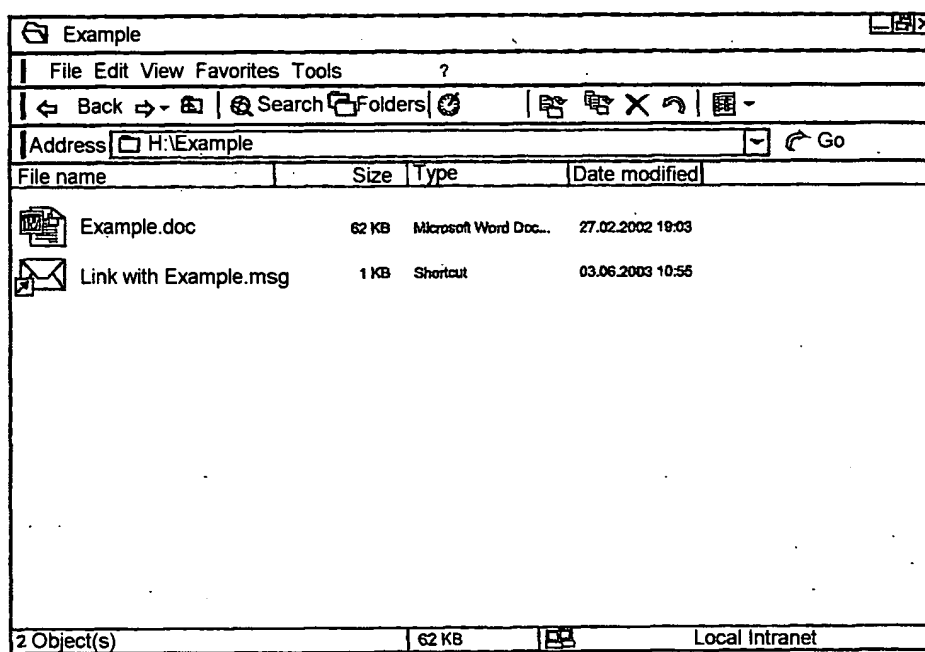 Example
File Edit View Favorites Tools ?
Back Search Folders
Address H:\Example Go
File name Size Type Date modified
Example.doc 62 KB Microsoft Word Doc... 27.02.2002 19:03
Link with Example.msg 1 KB Shortcut 03.06.2003 10:55
2 Object(s) 62 KB Local Intranet